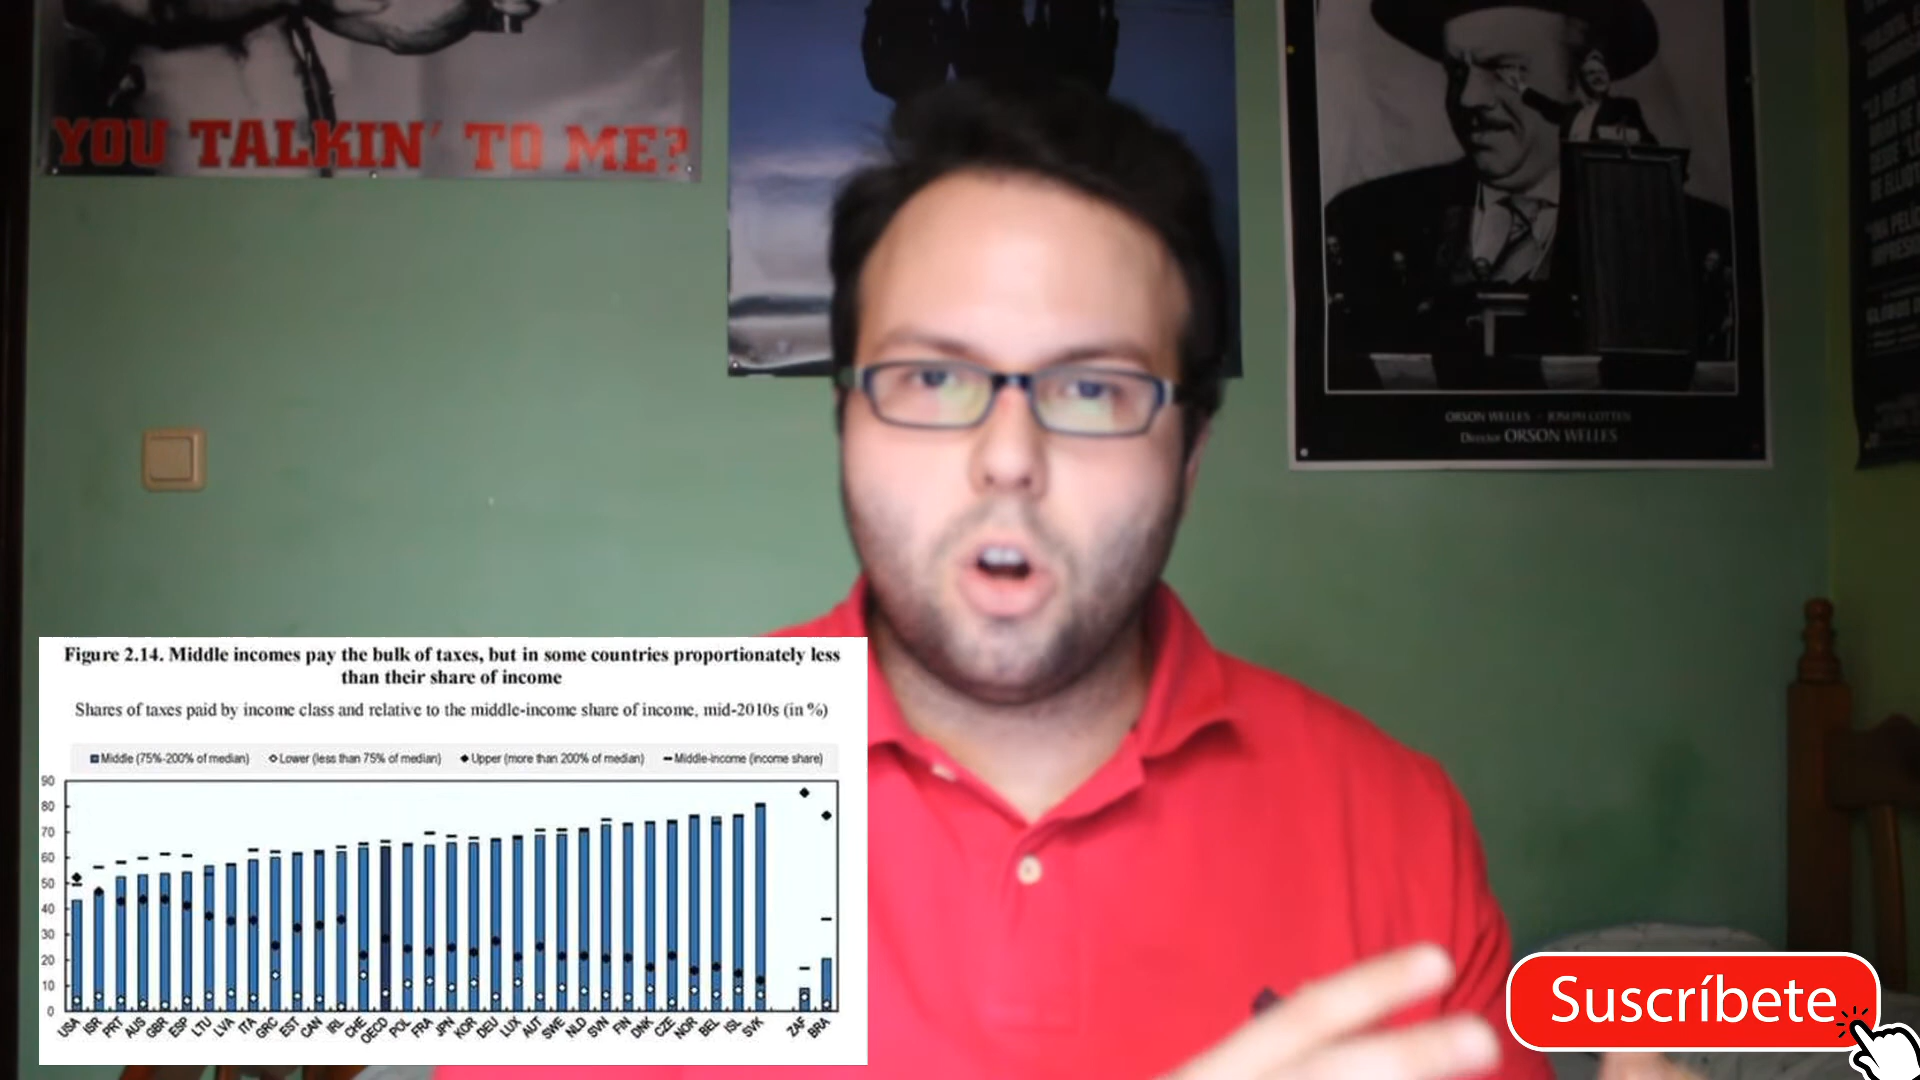 YOU TALKIN' TO ME?
ORSON WELLES - JOSEPH COTTEN
Director ORSON WELLES
Figure 2.14. Middle incomes pay the bulk of taxes, but in some countries proportionately less
than their share of income
Shares of taxes paid by income class and relative to the middle-income share of income, mid-2010s (in %)
Middle (75%-200% of median) Lower (less than 75% of median) Upper (more than 200% of median) Middle-income (income share)
90
80
70
60
50
40
30
20
10
0
USA ISR PRT AUS GBR ESP LTU LVA ITA GRC EST CAN IRL CHE OECD POL FRA JPN KOR DEU LUX AUT SWE NLD SVN FIN DNK CZE NOR BEL ISL SVK ZAF BRA
Suscríbete